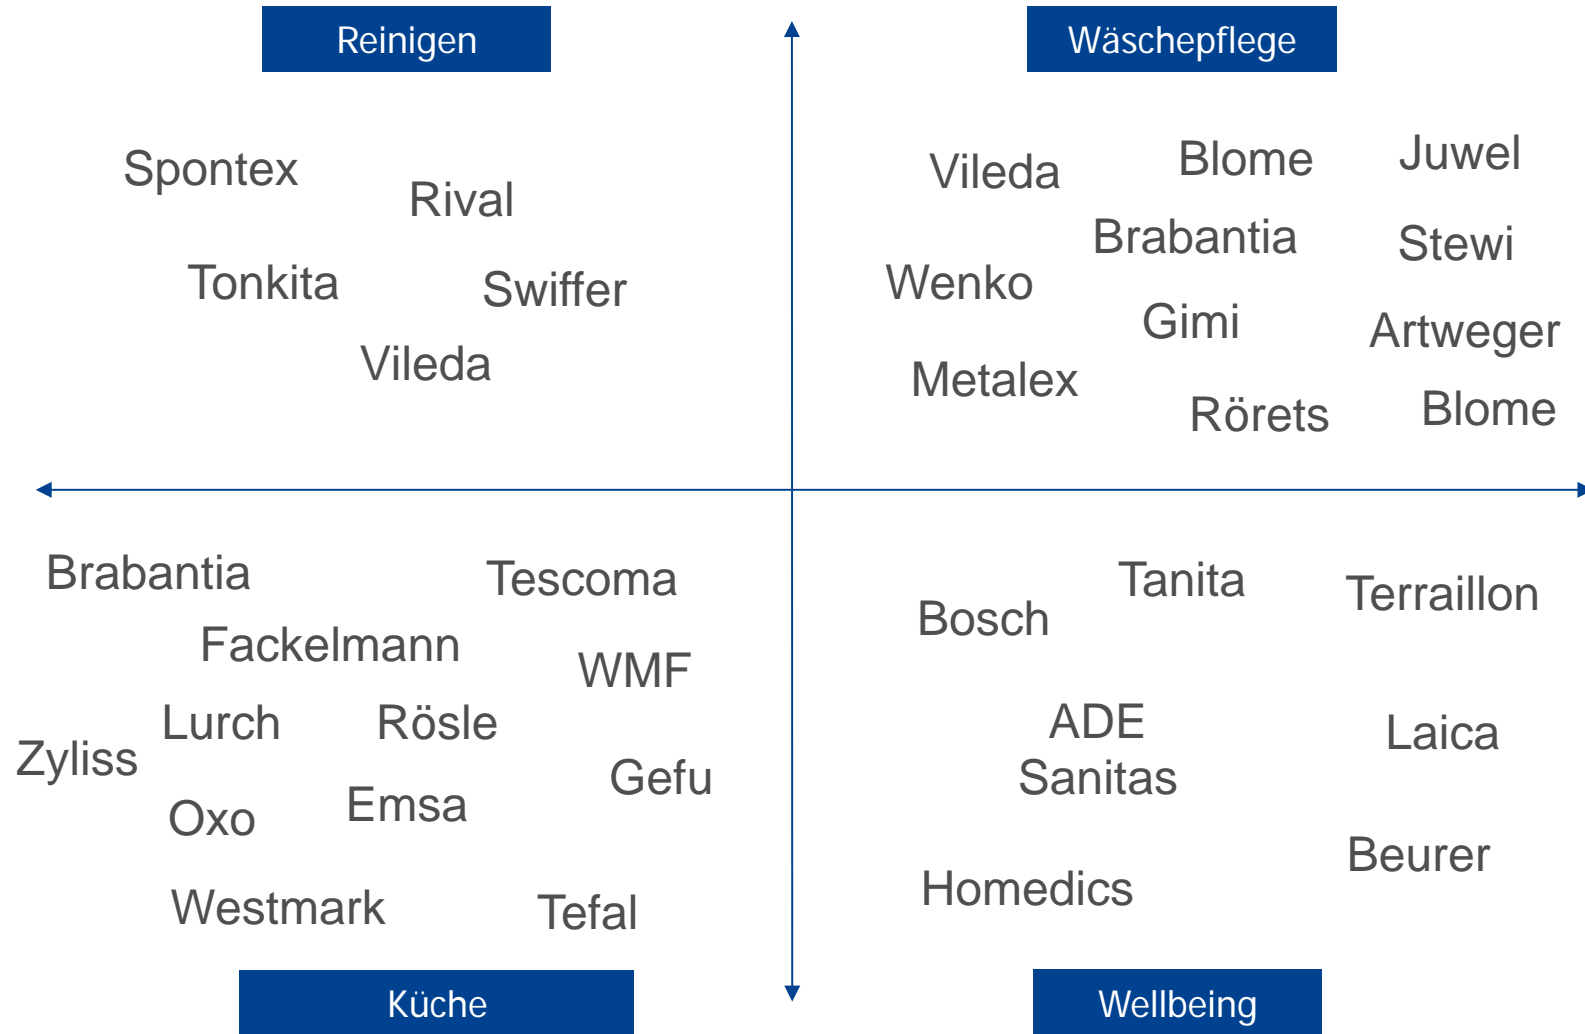 Reinigen
Spontex
Rival
Tonkita
Swiffer
Vileda
Wäschepflege
Vileda
Blome
Juwel
Brabantia
Stewi
Wenko
Gimi
Artweger
Metalex
Rörets
Blome
Brabantia
Tescoma
Fackelmann
WMF
Lurch
Rösle
Zyliss
Gefu
Oxo
Emsa
Westmark
Tefal
Küche
Tanita
Terraillon
Bosch
ADE
Laica
Sanitas
Beurer
Homedics
Wellbeing